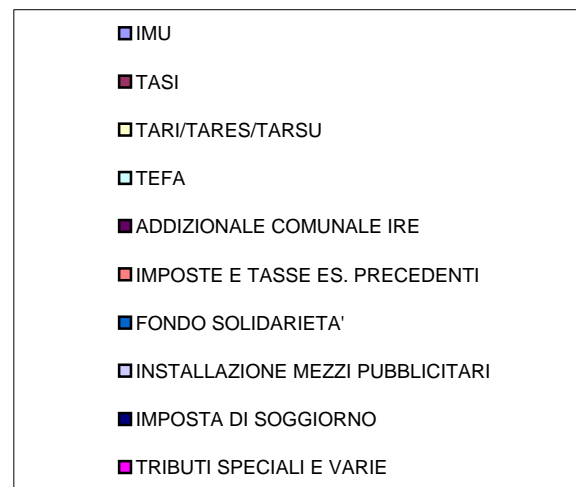 IMU
TASI
TARI/TARES/TARSU
TEFA
ADDIZIONALE COMUNALE IRE
IMPOSTE E TASSE ES. PRECEDENTI
FONDO SOLIDARIETA'
INSTALLAZIONE MEZZI PUBBLICITARI
IMPOSTA DI SOGGIORNO
TRIBUTI SPECIALI E VARIE